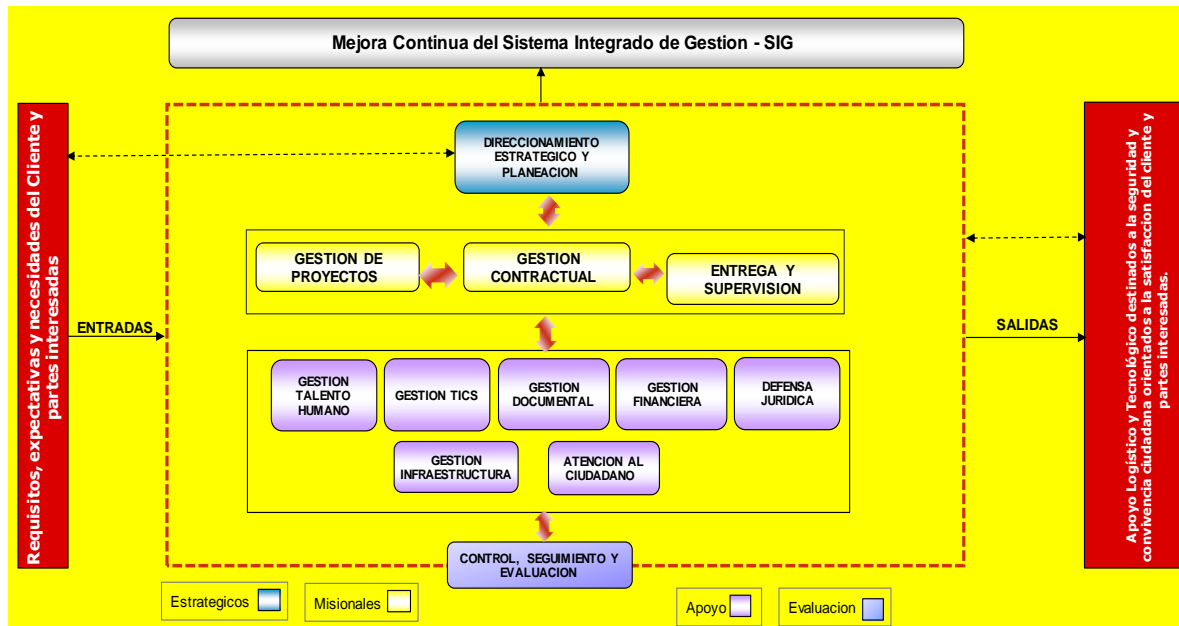 Mejora Continua del Sistema Integrado de Gestion - SIG
Requisitos, expectativas y necesidades del Cliente y
partes interesadas
DIRECCIONAMIENTO
ESTRATEGICO Y
PLANEACION
GESTION DE
PROYECTOS
GESTION
CONTRACTUAL
ENTREGA Y
SUPERVISION
ENTRADAS
SALIDAS
GESTION
TALENTO
HUMANO
GESTION TICS
GESTION
DOCUMENTAL
GESTION
FINANCIERA
DEFENSA
JURIDICA
GESTION
INFRAESTRUCTURA
ATENCION AL
CIUDADANO
CONTROL, SEGUIMIENTO Y
EVALUACION
Apoyo Logístico y Tecnológico destinados a la seguridad y
convivencia ciudadana orientados a la satisfaccion del cliente y
partes interesadas.
Estrategicos
Misionales
Apoyo
Evaluacion